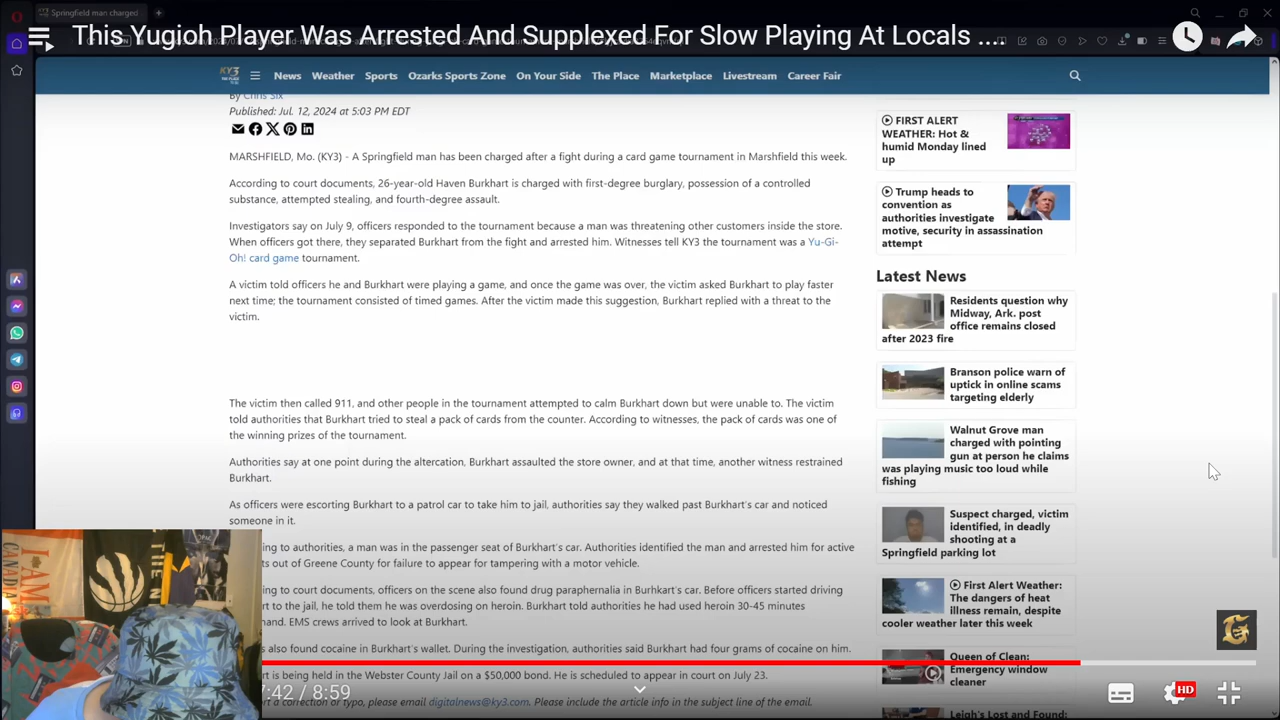 Springfield man charged
This Yugioh Player Was Arrested And Supplexed For Slow Playing At Locals ....
KY3
News Weather Sports Ozarks Sports Zone On Your Side The Place Marketplace Livestream Career Fair
By Chris Six
Published: Jul. 12, 2024 at 5:03 PM EDT
MARSHFIELD, Mo. (KY3) - A Springfield man has been charged after a fight during a card game tournament in Marshfield this week.
According to court documents, 26-year-old Haven Burkhart is charged with first-degree burglary, possession of a controlled
substance, attempted stealing, and fourth-degree assault.
Investigators say on July 9, officers responded to the tournament because a man was threatening other customers inside the store.
When officers got there, they separated Burkhart from the fight and arrested him. Witnesses tell KY3 the tournament was a Yu-Gi-
Oh! card game tournament.
A victim told officers he and Burkhart were playing a game, and once the game was over, the victim asked Burkhart to play faster
next time; the tournament consisted of timed games. After the victim made this suggestion, Burkhart replied with a threat to the
victim.
The victim then called 911, and other people in the tournament attempted to calm Burkhart down but were unable to. The victim
told authorities that Burkhart tried to steal a pack of cards from the counter. According to witnesses, the pack of cards was one of
the winning prizes of the tournament.
Authorities say at one point during the altercation, Burkhart assaulted the store owner, and at that time, another witness restrained
Burkhart.
As officers were escorting Burkhart to a patrol car to take him to jail, authorities say they walked past Burkhart's car and noticed
someone in it.
ing to authorities, a man was in the passenger seat of Burkhart's car. Authorities identified the man and arrested him for active
ts out of Greene County for failure to appear for tampering with a motor vehicle.
ng to court documents, officers on the scene also found drug paraphernalia in Burhkart's car. Before officers started driving
rt to the jail, he told them he was overdosing on heroin. Burkhart told authorities he had used heroin 30-45 minutes
hand. EMS crews arrived to look at Burkhart.
s also found cocaine in Burkhart's wallet. During the investigation, authorities said Burkhart had four grams of cocaine on him.
rt is being held in the Webster County Jail on a $50,000 bond. He is scheduled to appear in court on July 23.
rt a correction or typo, please email digitalnews@ky3.com. Please include the article info in the subject line of the email.
FIRST ALERT
WEATHER: Hot &
humid Monday lined
up
Trump heads to
convention as
authorities investigate
motive, security in assassination
attempt
Latest News
Residents question why
Midway, Ark. post
office remains closed
after 2023 fire
Branson police warn of
uptick in online scams
targeting elderly
Walnut Grove man
charged with pointing
gun at person he claims
was playing music too loud while
fishing
Suspect charged, victim
identified, in deadly
shooting at a
Springfield parking lot
First Alert Weather:
The dangers of heat
illness remain, despite
cooler weather later this week
Queen of Clean:
Emergency window
cleaner
Leigh's Lost and Found:
I AM
CANADIAN
7:42 / 8:59
HD